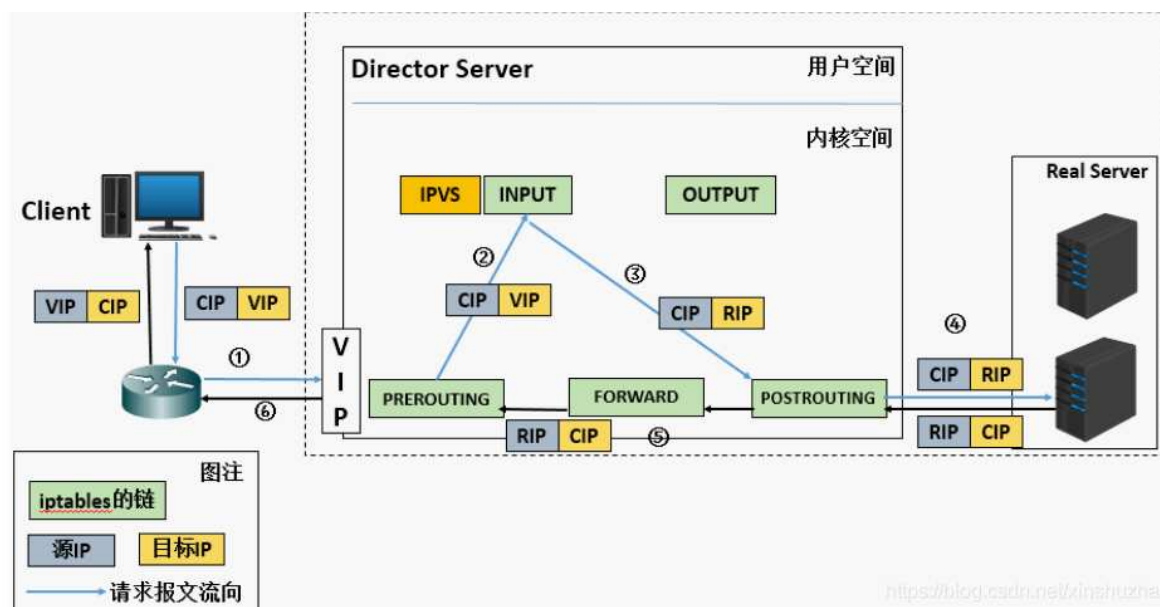 Director Server
用户空间
内核空间
Real Server
IPVS
INPUT
OUTPUT
Client
②
③
VIP CIP
CIP VIP
CIP VIP
CIP RIP
④
①
V
I
P
CIP RIP
PREROUTING
FORWARD
POSTROUTING
⑥
RIP CIP
⑤
RIP CIP
图注
iptables的链
源IP
目标IP
请求报文流向
https://blog.csdn.net/xinshuzhan